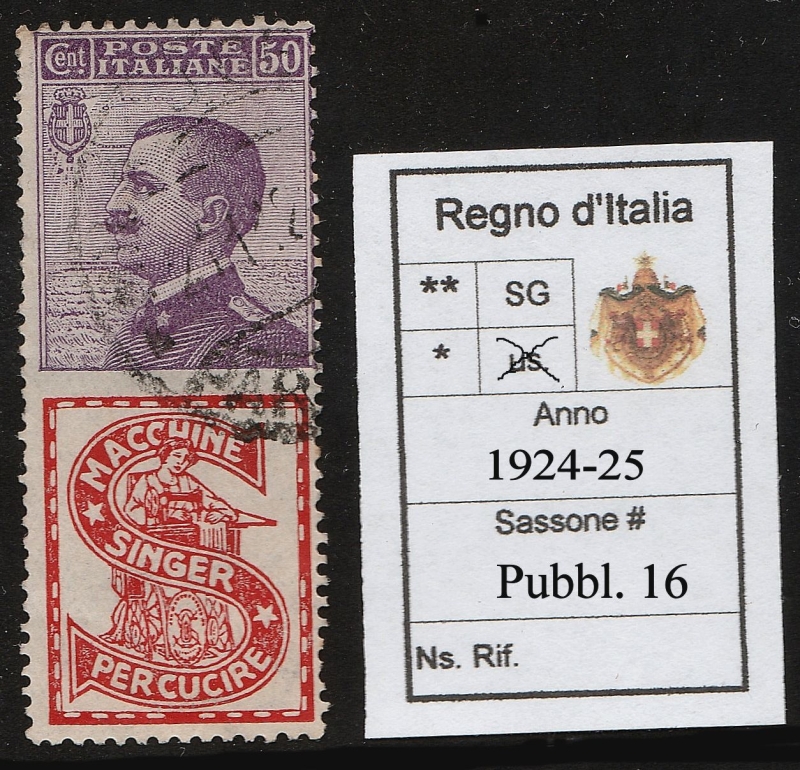 Cent. POSTE ITALIANE 50
MACCHINE
SINGER
PER CUCIRE
Regno d'Italia
** SG
* us
Anno
1924-25
Sassone #
Pubbl. 16
Ns. Rif.